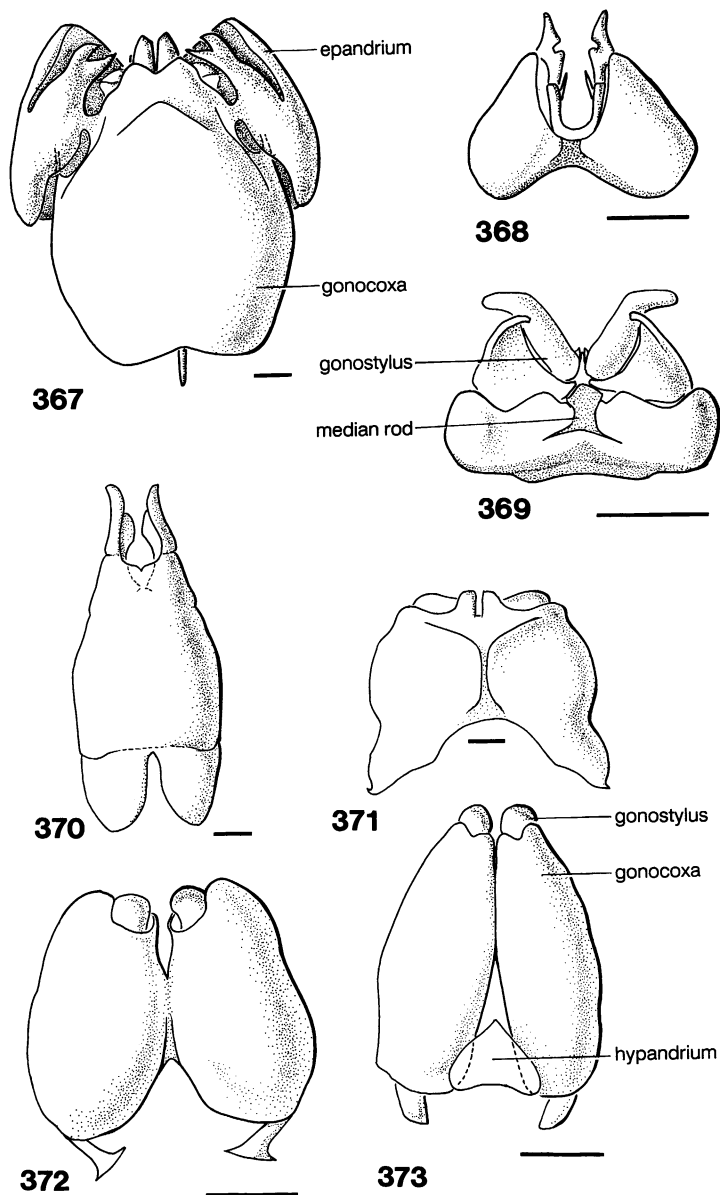 epandrium
gonocoxa
367
368
gonostylus
median rod
369
370
371
gonostylus
gonocoxa
hypandrium
372
373